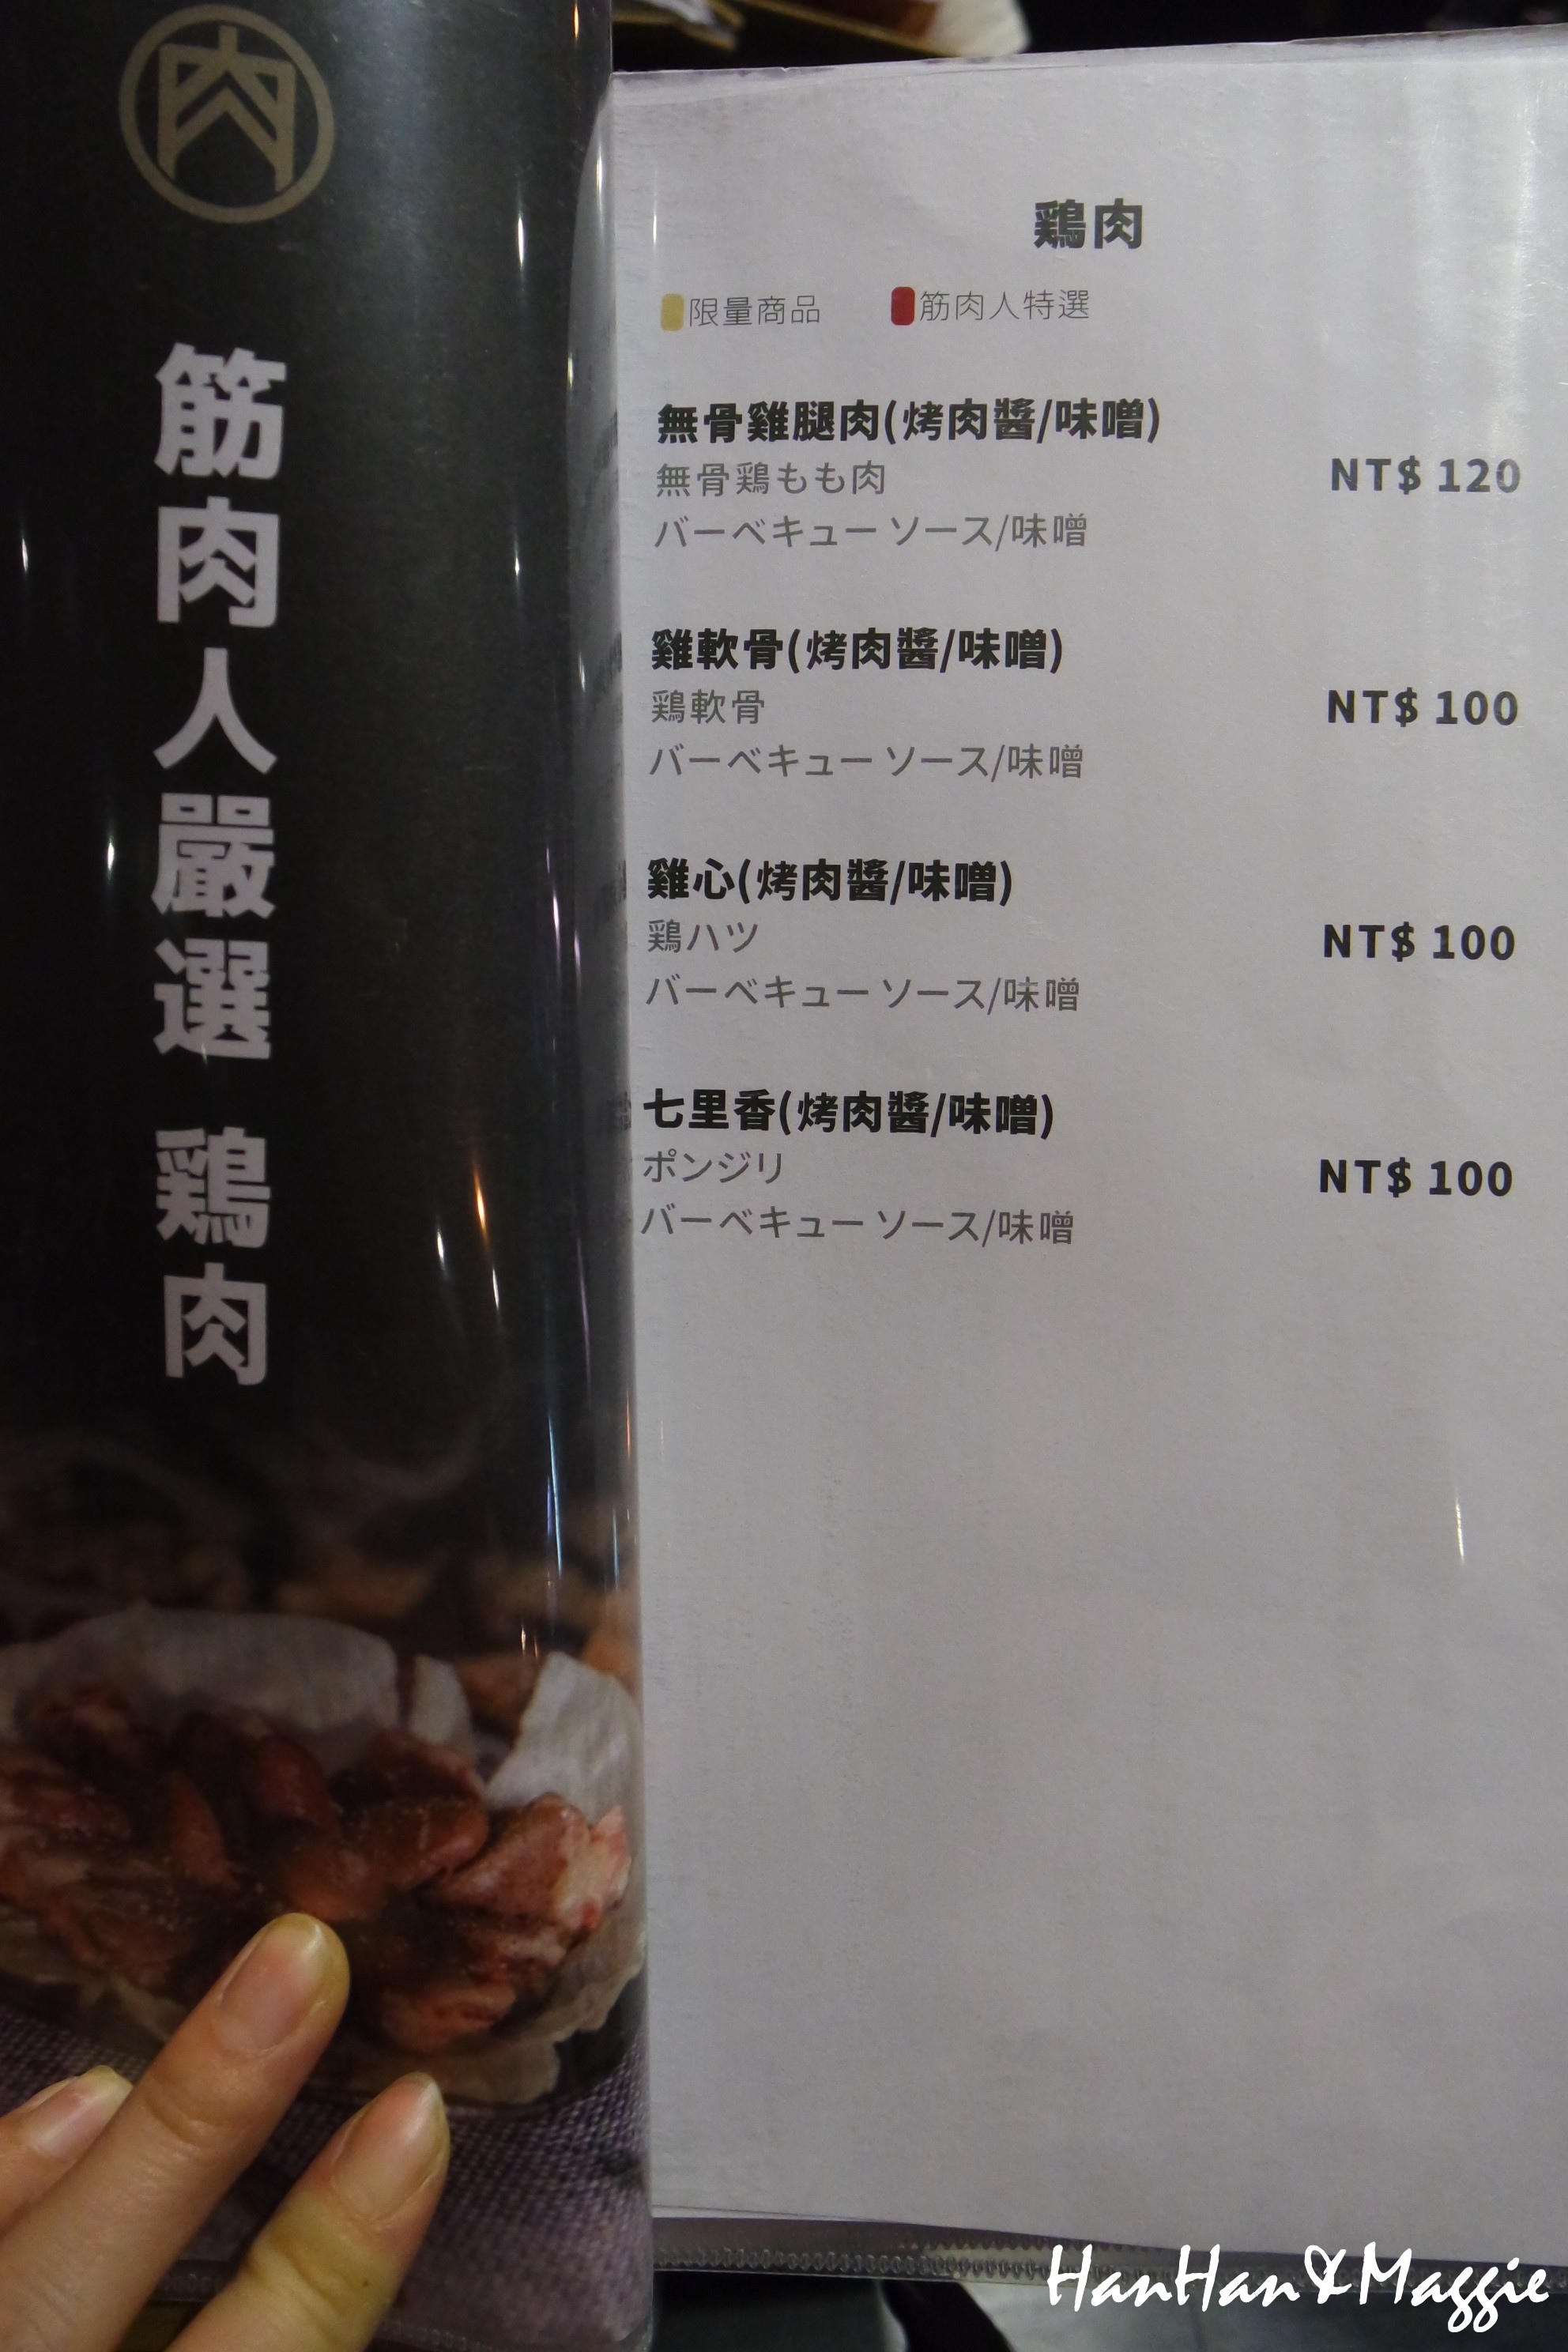 肉
筋肉人嚴選 鶏肉
鶏肉
限量商品 筋肉人特選
無骨雞腿肉(烤肉醬/味噌)
無骨鶏もも肉 NT$ 120
バーベキューソース/味噌
雞軟骨(烤肉醬/味噌)
鶏軟骨 NT$ 100
バーベキューソース/味噌
雞心(烤肉醬/味噌)
鶏ハツ NT$ 100
バーベキューソース/味噌
七里香(烤肉醬/味噌)
ポンジリ NT$ 100
バーベキューソース/味噌
HanHan&Maggie